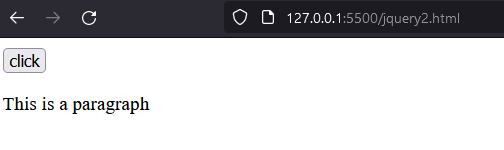 127.0.0.1:5500/jquery2.html
click
This is a paragraph